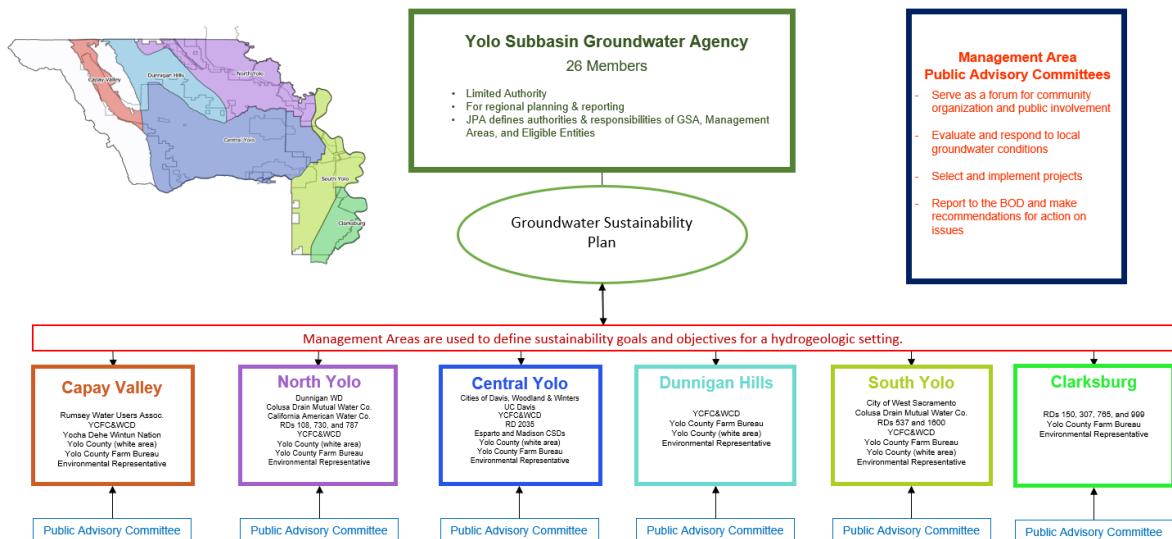 Capay Valley
Dunnigan Hills
North Yolo
Central Yolo
South Yolo
Clarksburg
Yolo Subbasin Groundwater Agency
26 Members
• Limited Authority
• For regional planning & reporting
• JPA defines authorities & responsibilities of GSA, Management
Areas, and Eligible Entities
Management Area
Public Advisory Committees
- Serve as a forum for community
organization and public involvement
- Evaluate and respond to local
groundwater conditions
- Select and implement projects
- Report to the BOD and make
recommendations for action on
issues
Groundwater Sustainability
Plan
Management Areas are used to define sustainability goals and objectives for a hydrogeologic setting.
Capay Valley
Rumsey Water Users Assoc.
YCFC&WCD
Yocha Dehe Wintun Nation
Yolo County (white area)
Yolo County Farm Bureau
Environmental Representative
North Yolo
Dunnigan WD
Colusa Drain Mutual Water Co.
California American Water Co.
RDs 108, 730, and 787
YCFC&WCD
Yolo County (white area)
Yolo County Farm Bureau
Environmental Representative
Central Yolo
Cities of Davis, Woodland & Winters
UC Davis
YCFC&WCD
RD 2035
Esparto and Madison CSDs
Yolo County (white area)
Yolo County Farm Bureau
Environmental Representative
Dunnigan Hills
YCFC&WCD
Yolo County Farm Bureau
Yolo County (white area)
Environmental Representative
South Yolo
City of West Sacramento
Colusa Drain Mutual Water Co.
RDs 537 and 1600
YCFC&WCD
Yolo County Farm Bureau
Yolo County (white area)
Environmental Representative
Clarksburg
RDs 150, 307, 765, and 999
Yolo County Farm Bureau
Environmental Representative
Public Advisory Committee
Public Advisory Committee
Public Advisory Committee
Public Advisory Committee
Public Advisory Committee
Public Advisory Committee